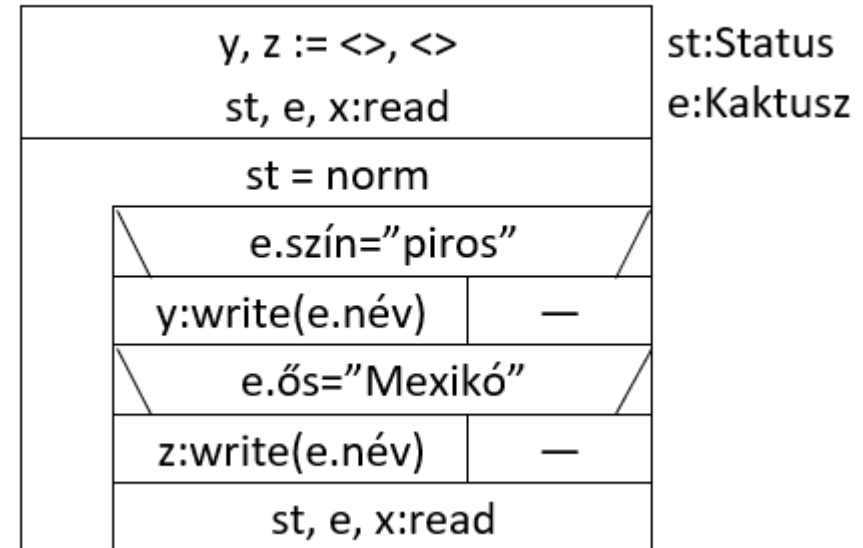 y, z := <>, <>
st:Status
st, e, x:read
e:Kaktusz
st = norm
e.szín=”piros”
y:write(e.név) —
e.ős=”Mexikó”
z:write(e.név) —
st, e, x:read